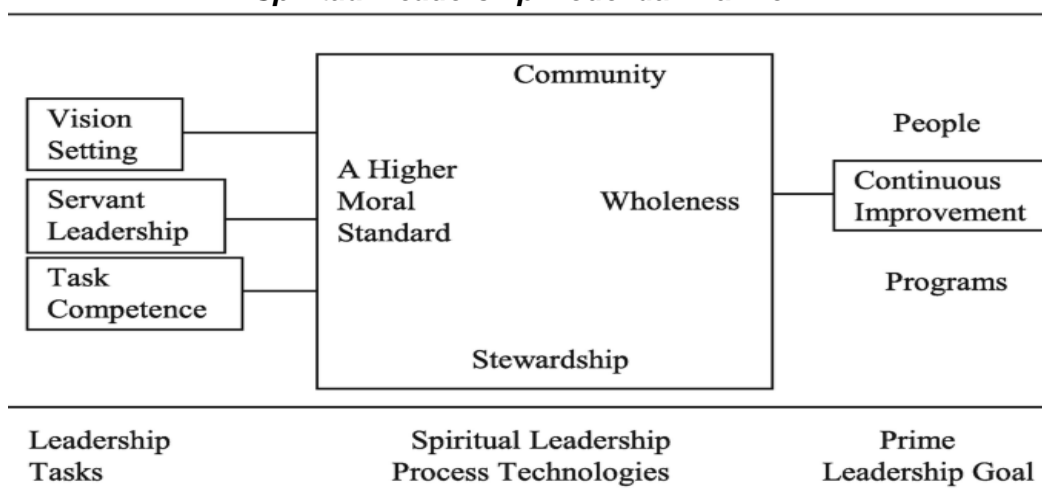 Community
Vision
Setting
People
A Higher
Moral
Standard
Wholeness
Continuous
Improvement
Servant
Leadership
Task
Competence
Programs
Stewardship
Leadership
Tasks
Spiritual Leadership
Process Technologies
Prime
Leadership Goal